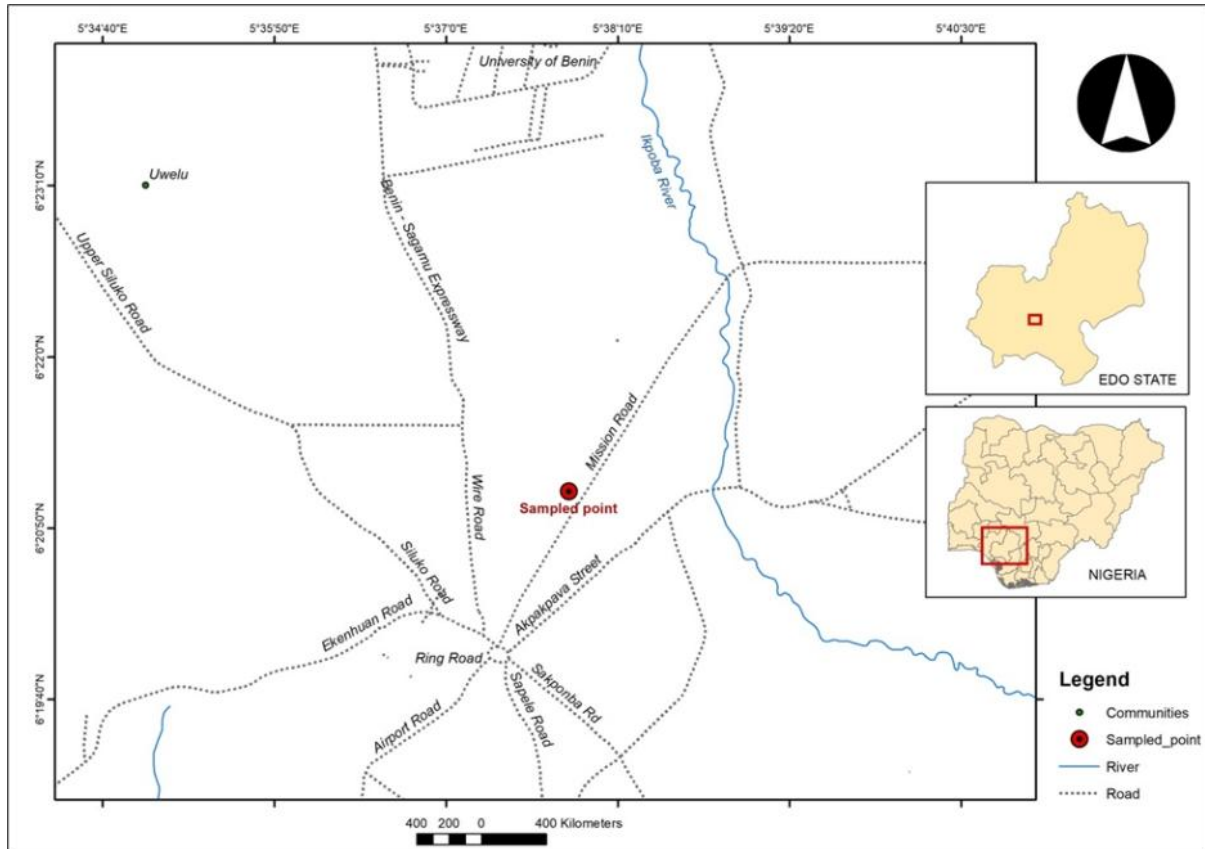 5°34'40"E
5°35'50"E
5°37'0"E
5°38'10"E
5°39'20"E
5°40'30"E
University of Benin
6°23'10"N
Uwelu
Ikpoba River
Benin - Sagamu Expressway
Upper Siluko Road
EDO STATE
6°22'0"N
Mission Road
Wire Road
Sampled point
6°20'50"N
NIGERIA
Siluko Road
Akpakpava Street
Ekenhuan Road
Ring Road
Sakponba Rd
Sapele Road
Airport Road
6°19'40"N
Legend
Communities
Sampled_point
River
Road
400 200 0 400 Kilometers